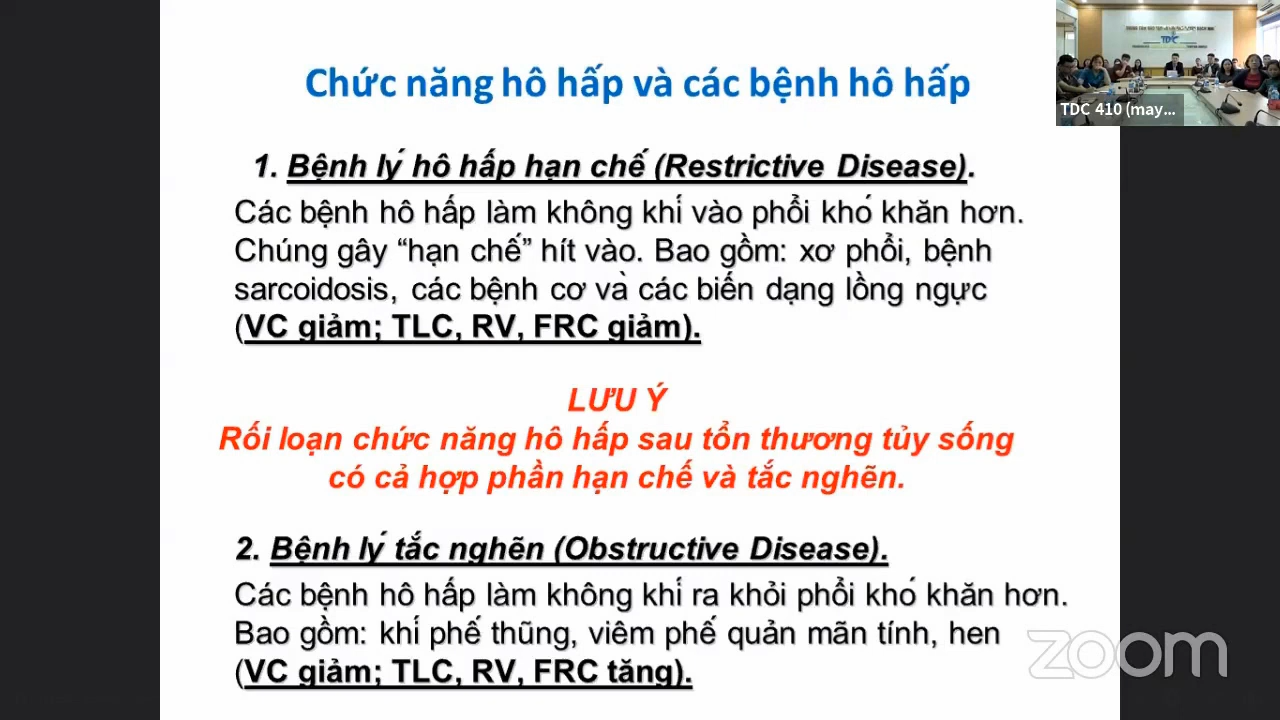 Chức năng hô hấp và các bệnh hô hấp
TDC
TDC 410 (may...
1. Bệnh lý hô hấp hạn chế (Restrictive Disease).
Các bệnh hô hấp làm không khí vào phổi khó khăn hơn.
Chúng gây “hạn chế” hít vào. Bao gồm: xơ phổi, bệnh
sarcoidosis, các bệnh cơ và các biến dạng lồng ngực
(VC giảm; TLC, RV, FRC giảm).
LƯU Ý
Rối loạn chức năng hô hấp sau tổn thương tủy sống
có cả hợp phần hạn chế và tắc nghẽn.
2. Bệnh lý tắc nghẽn (Obstructive Disease).
Các bệnh hô hấp làm không khí ra khỏi phổi khó khăn hơn.
Bao gồm: khí phế thũng, viêm phế quản mãn tính, hen
(VC giảm; TLC, RV, FRC tăng).
zoom